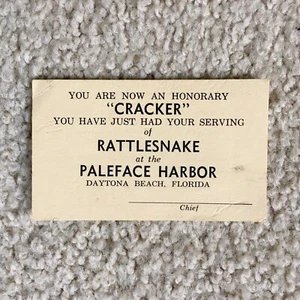 YOU ARE NOW AN HONORARY
"CRACKER"
YOU HAVE JUST HAD YOUR SERVING
of
RATTLESNAKE
at the
PALEFACE HARBOR
DAYTONA BEACH, FLORIDA
Chief